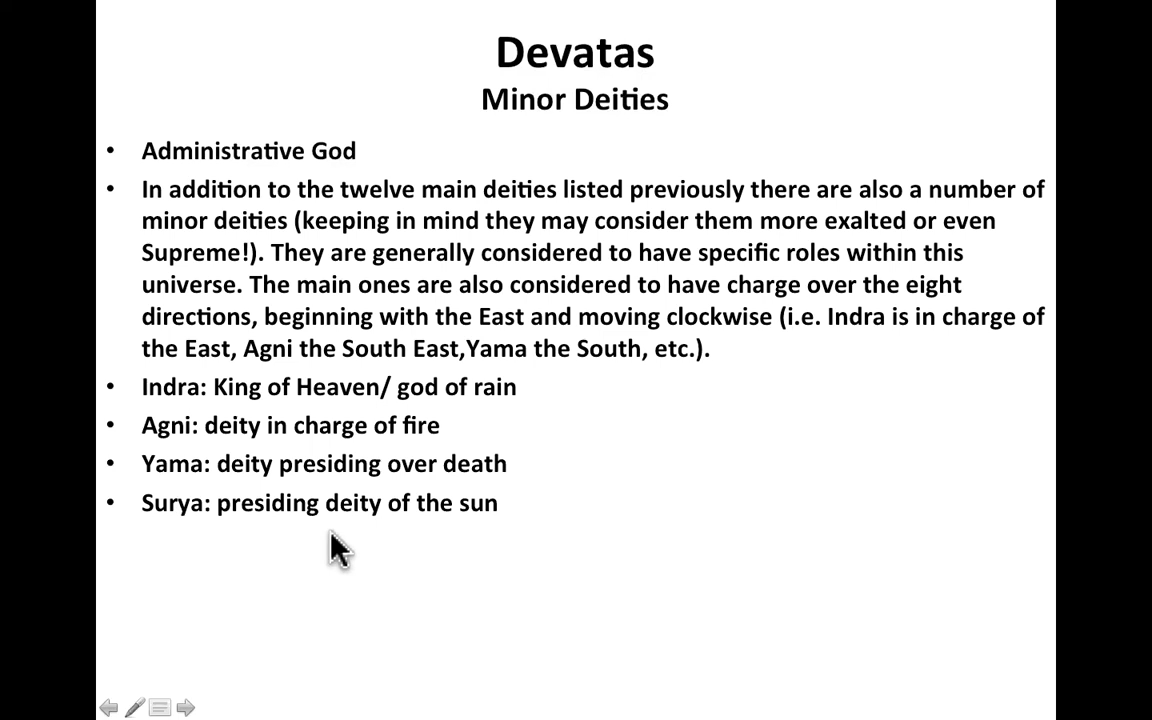 Devatas
Minor Deities
• Administrative God
• In addition to the twelve main deities listed previously there are also a number of
minor deities (keeping in mind they may consider them more exalted or even
Supreme!). They are generally considered to have specific roles within this
universe. The main ones are also considered to have charge over the eight
directions, beginning with the East and moving clockwise (i.e. Indra is in charge of
the East, Agni the South East,Yama the South, etc.).
• Indra: King of Heaven/ god of rain
• Agni: deity in charge of fire
• Yama: deity presiding over death
• Surya: presiding deity of the sun